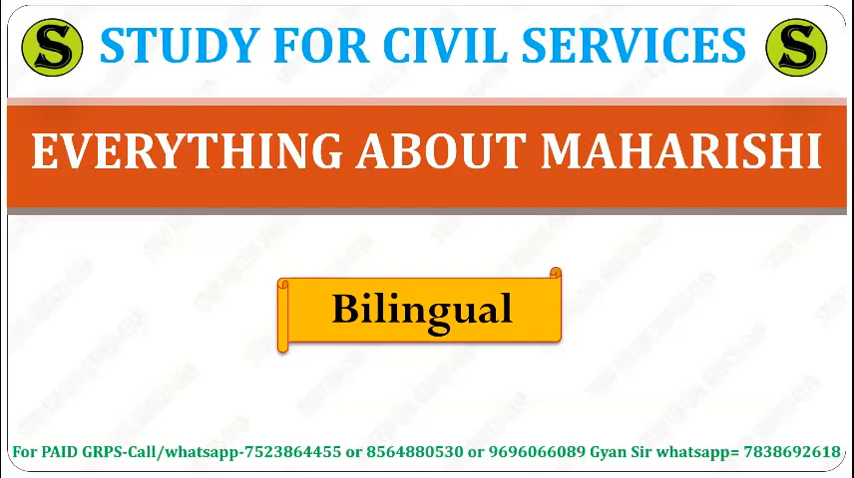 S STUDY FOR CIVIL SERVICES S
EVERYTHING ABOUT MAHARISHI
Bilingual
For PAID GRPS-Call/whatsapp-7523864455 or 8564880530 or 9696066089 Gyan Sir whatsapp= 7838692618